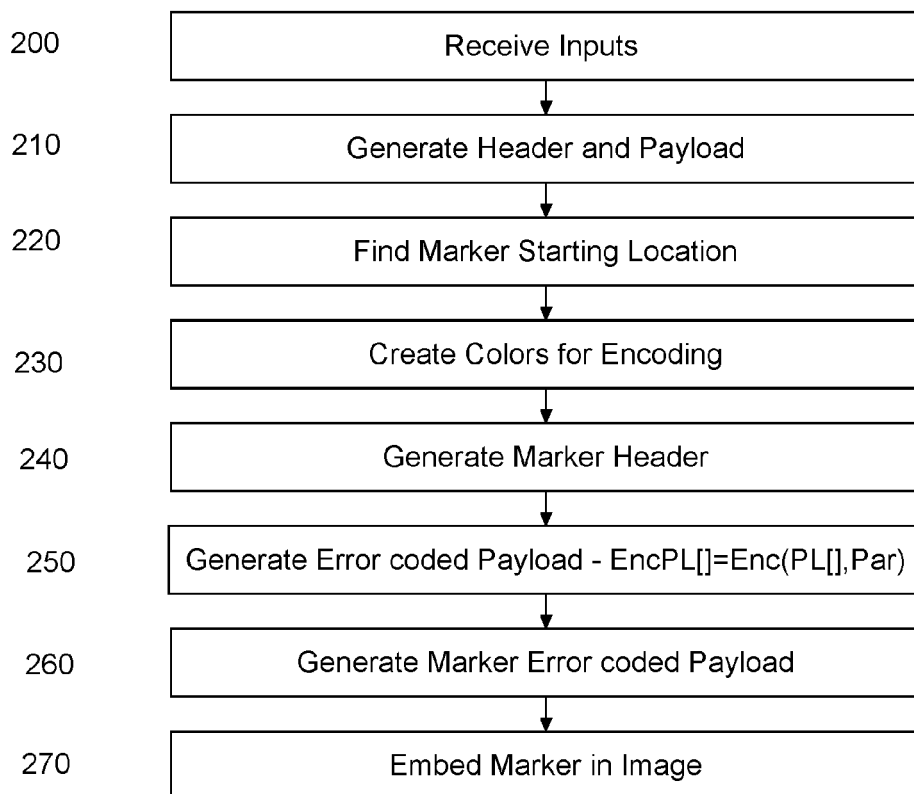 200 Receive Inputs
210 Generate Header and Payload
220 Find Marker Starting Location
230 Create Colors for Encoding
240 Generate Marker Header
250 Generate Error coded Payload - EncPL[]=Enc(PL[],Par)
260 Generate Marker Error coded Payload
270 Embed Marker in Image